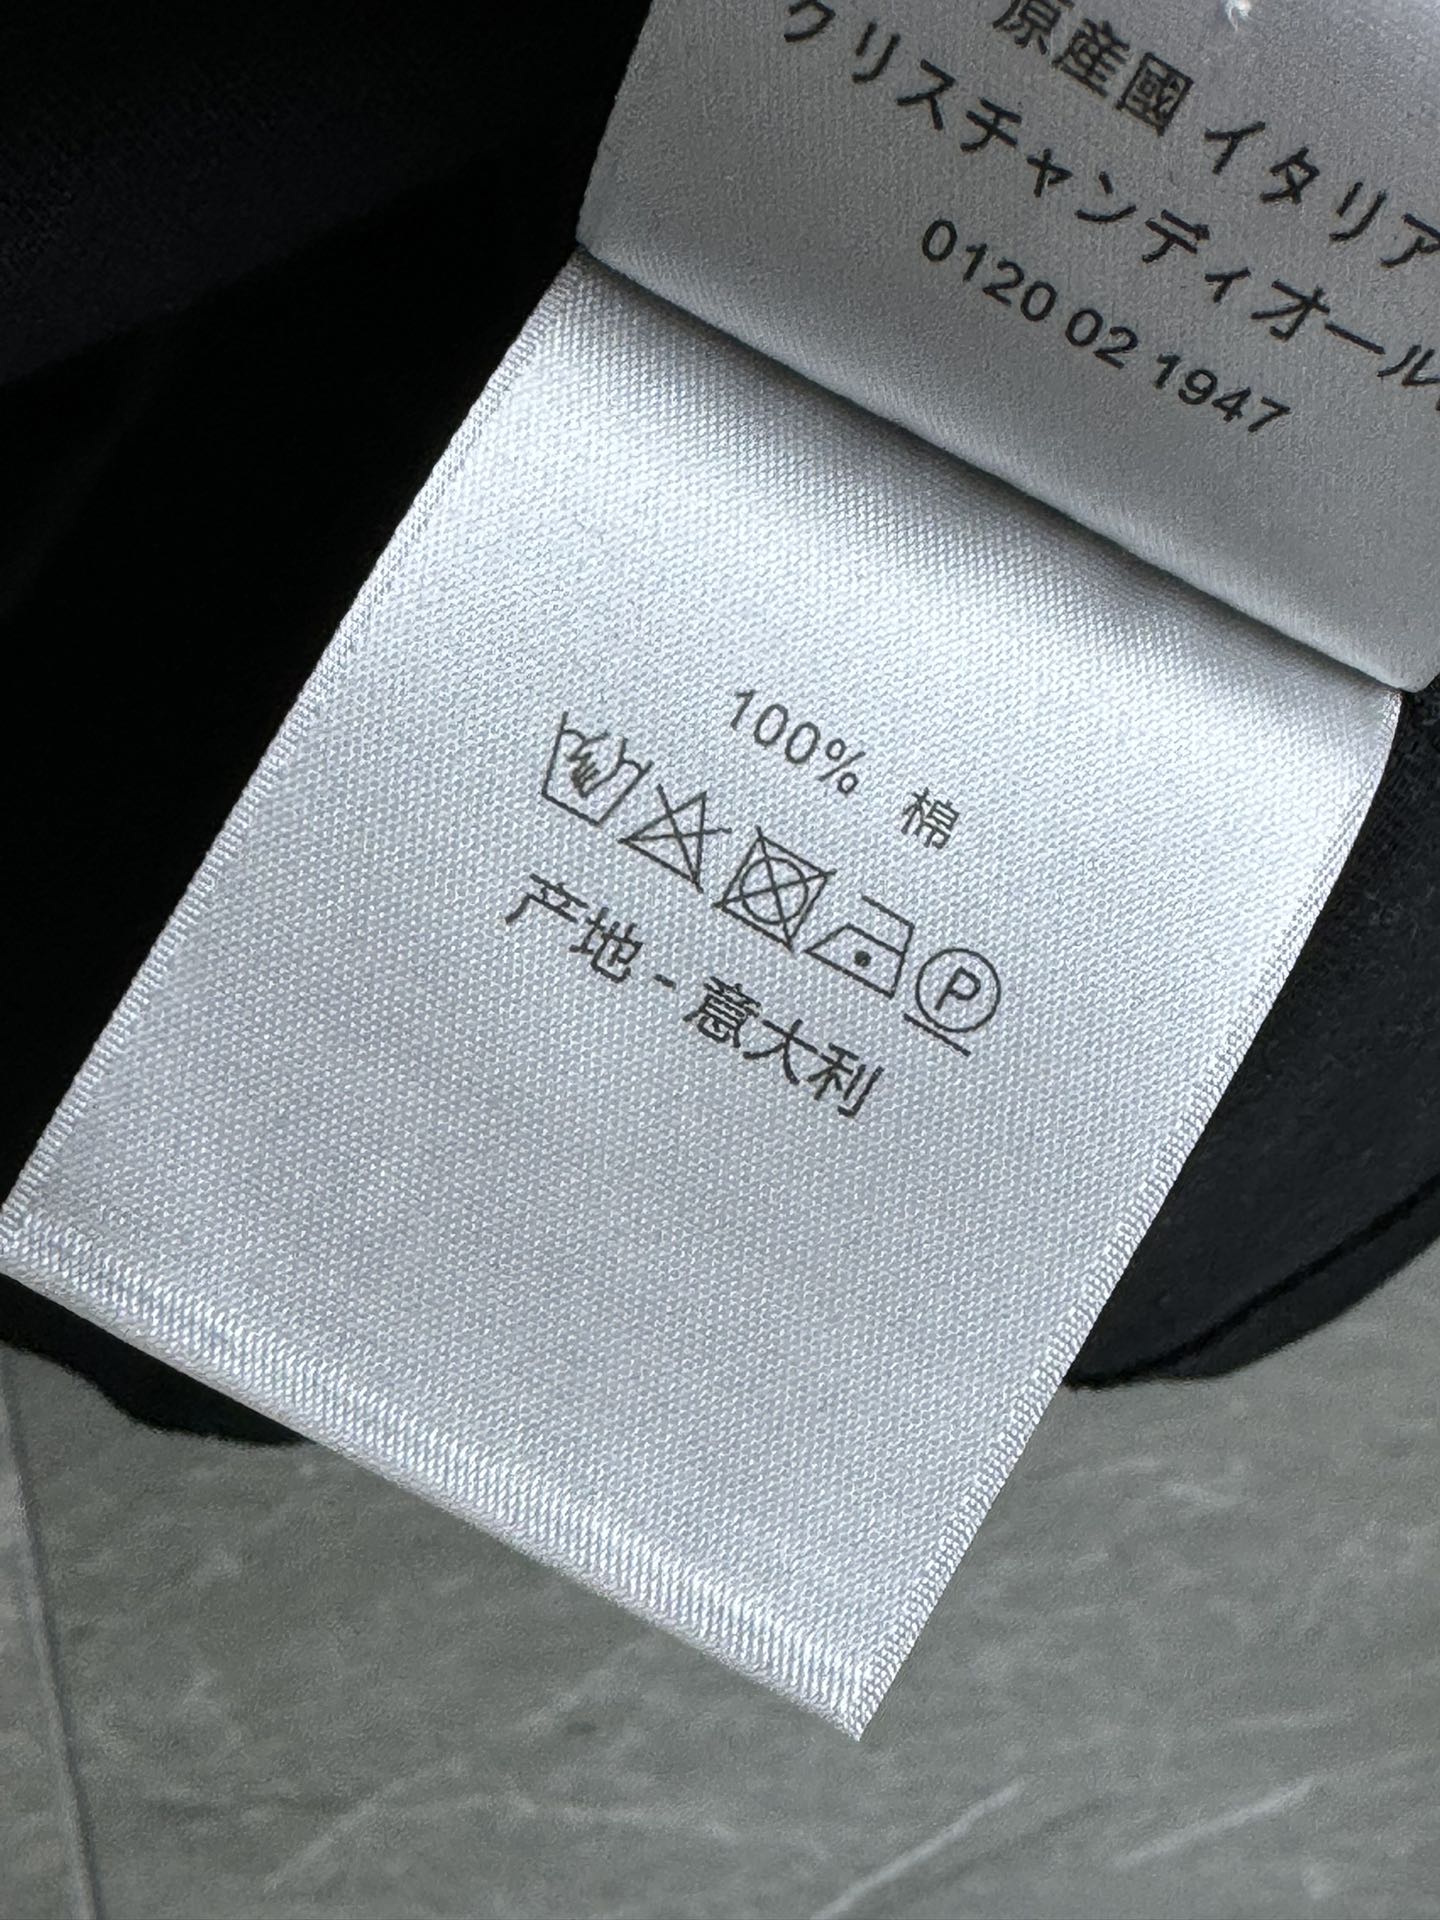 原産國 イタリア
クリスチャンディオール
0120 02 1947
100% 棉
P
产地 - 意大利